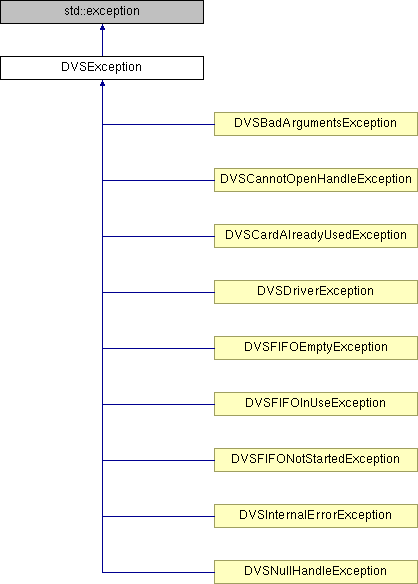 std::exception
DVSException
DVSBadArgumentsException
DVSCannotOpenHandleException
DVSCardAlreadyUsedException
DVSDriverException
DVSFIFOEmptyException
DVSFIFOInUseException
DVSFIFONotStartedException
DVSInternalErrorException
DVSNullHandleException